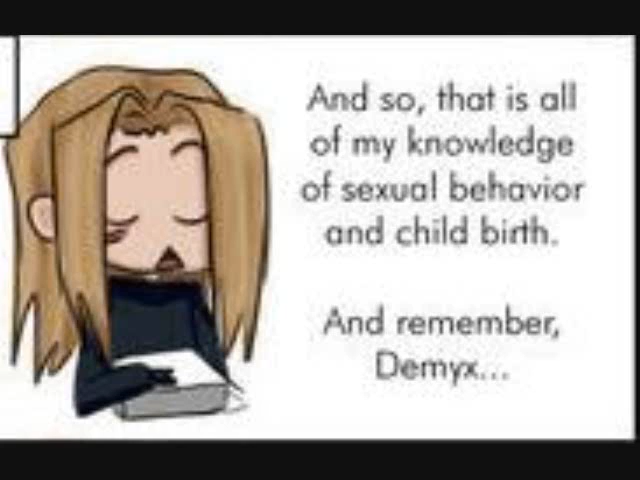 And so, that is all
of my knowledge
of sexual behavior
and child birth.
And remember,
Demyx...